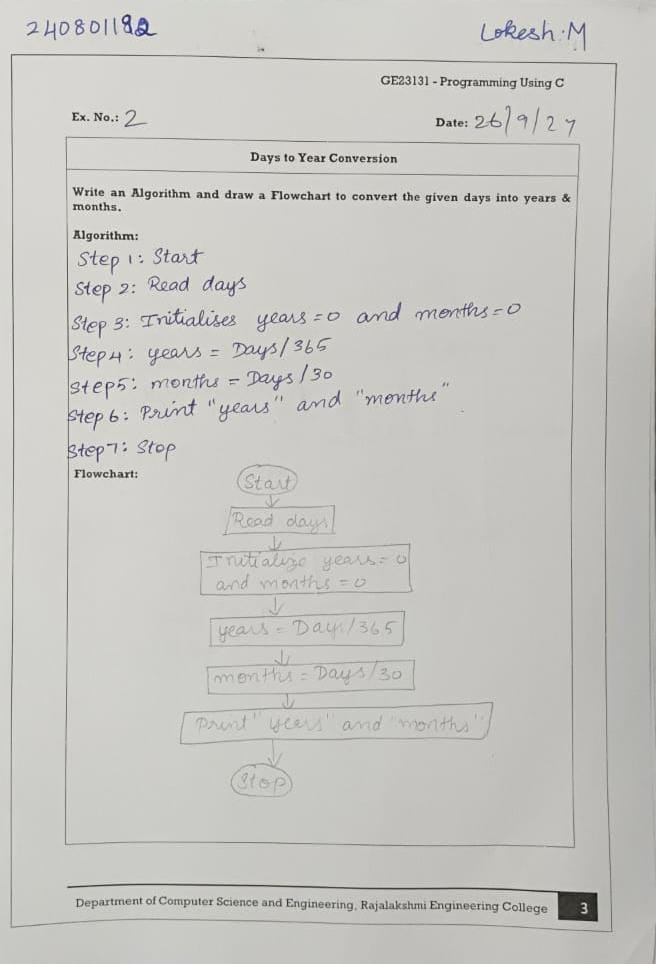 240801182
Lokesh.M
GE23131 - Programming Using C
Ex. No.: 2
Date: 26/9/27
Days to Year Conversion
Write an Algorithm and draw a Flowchart to convert the given days into years &
months.
Algorithm:
Step 1: Start
Step 2: Read days
Step 3: Initialises years=0 and months=0
Step 4: years = Days/365
Step5: months = Days/30
Step 6: Print "years" and "months"
Step 7: Stop
Flowchart:
Start
Read days
Initialize years=0
and months=0
years = Days/365
months = Days/30
Print "years" and "months"
Stop
Department of Computer Science and Engineering, Rajalakshmi Engineering College
3